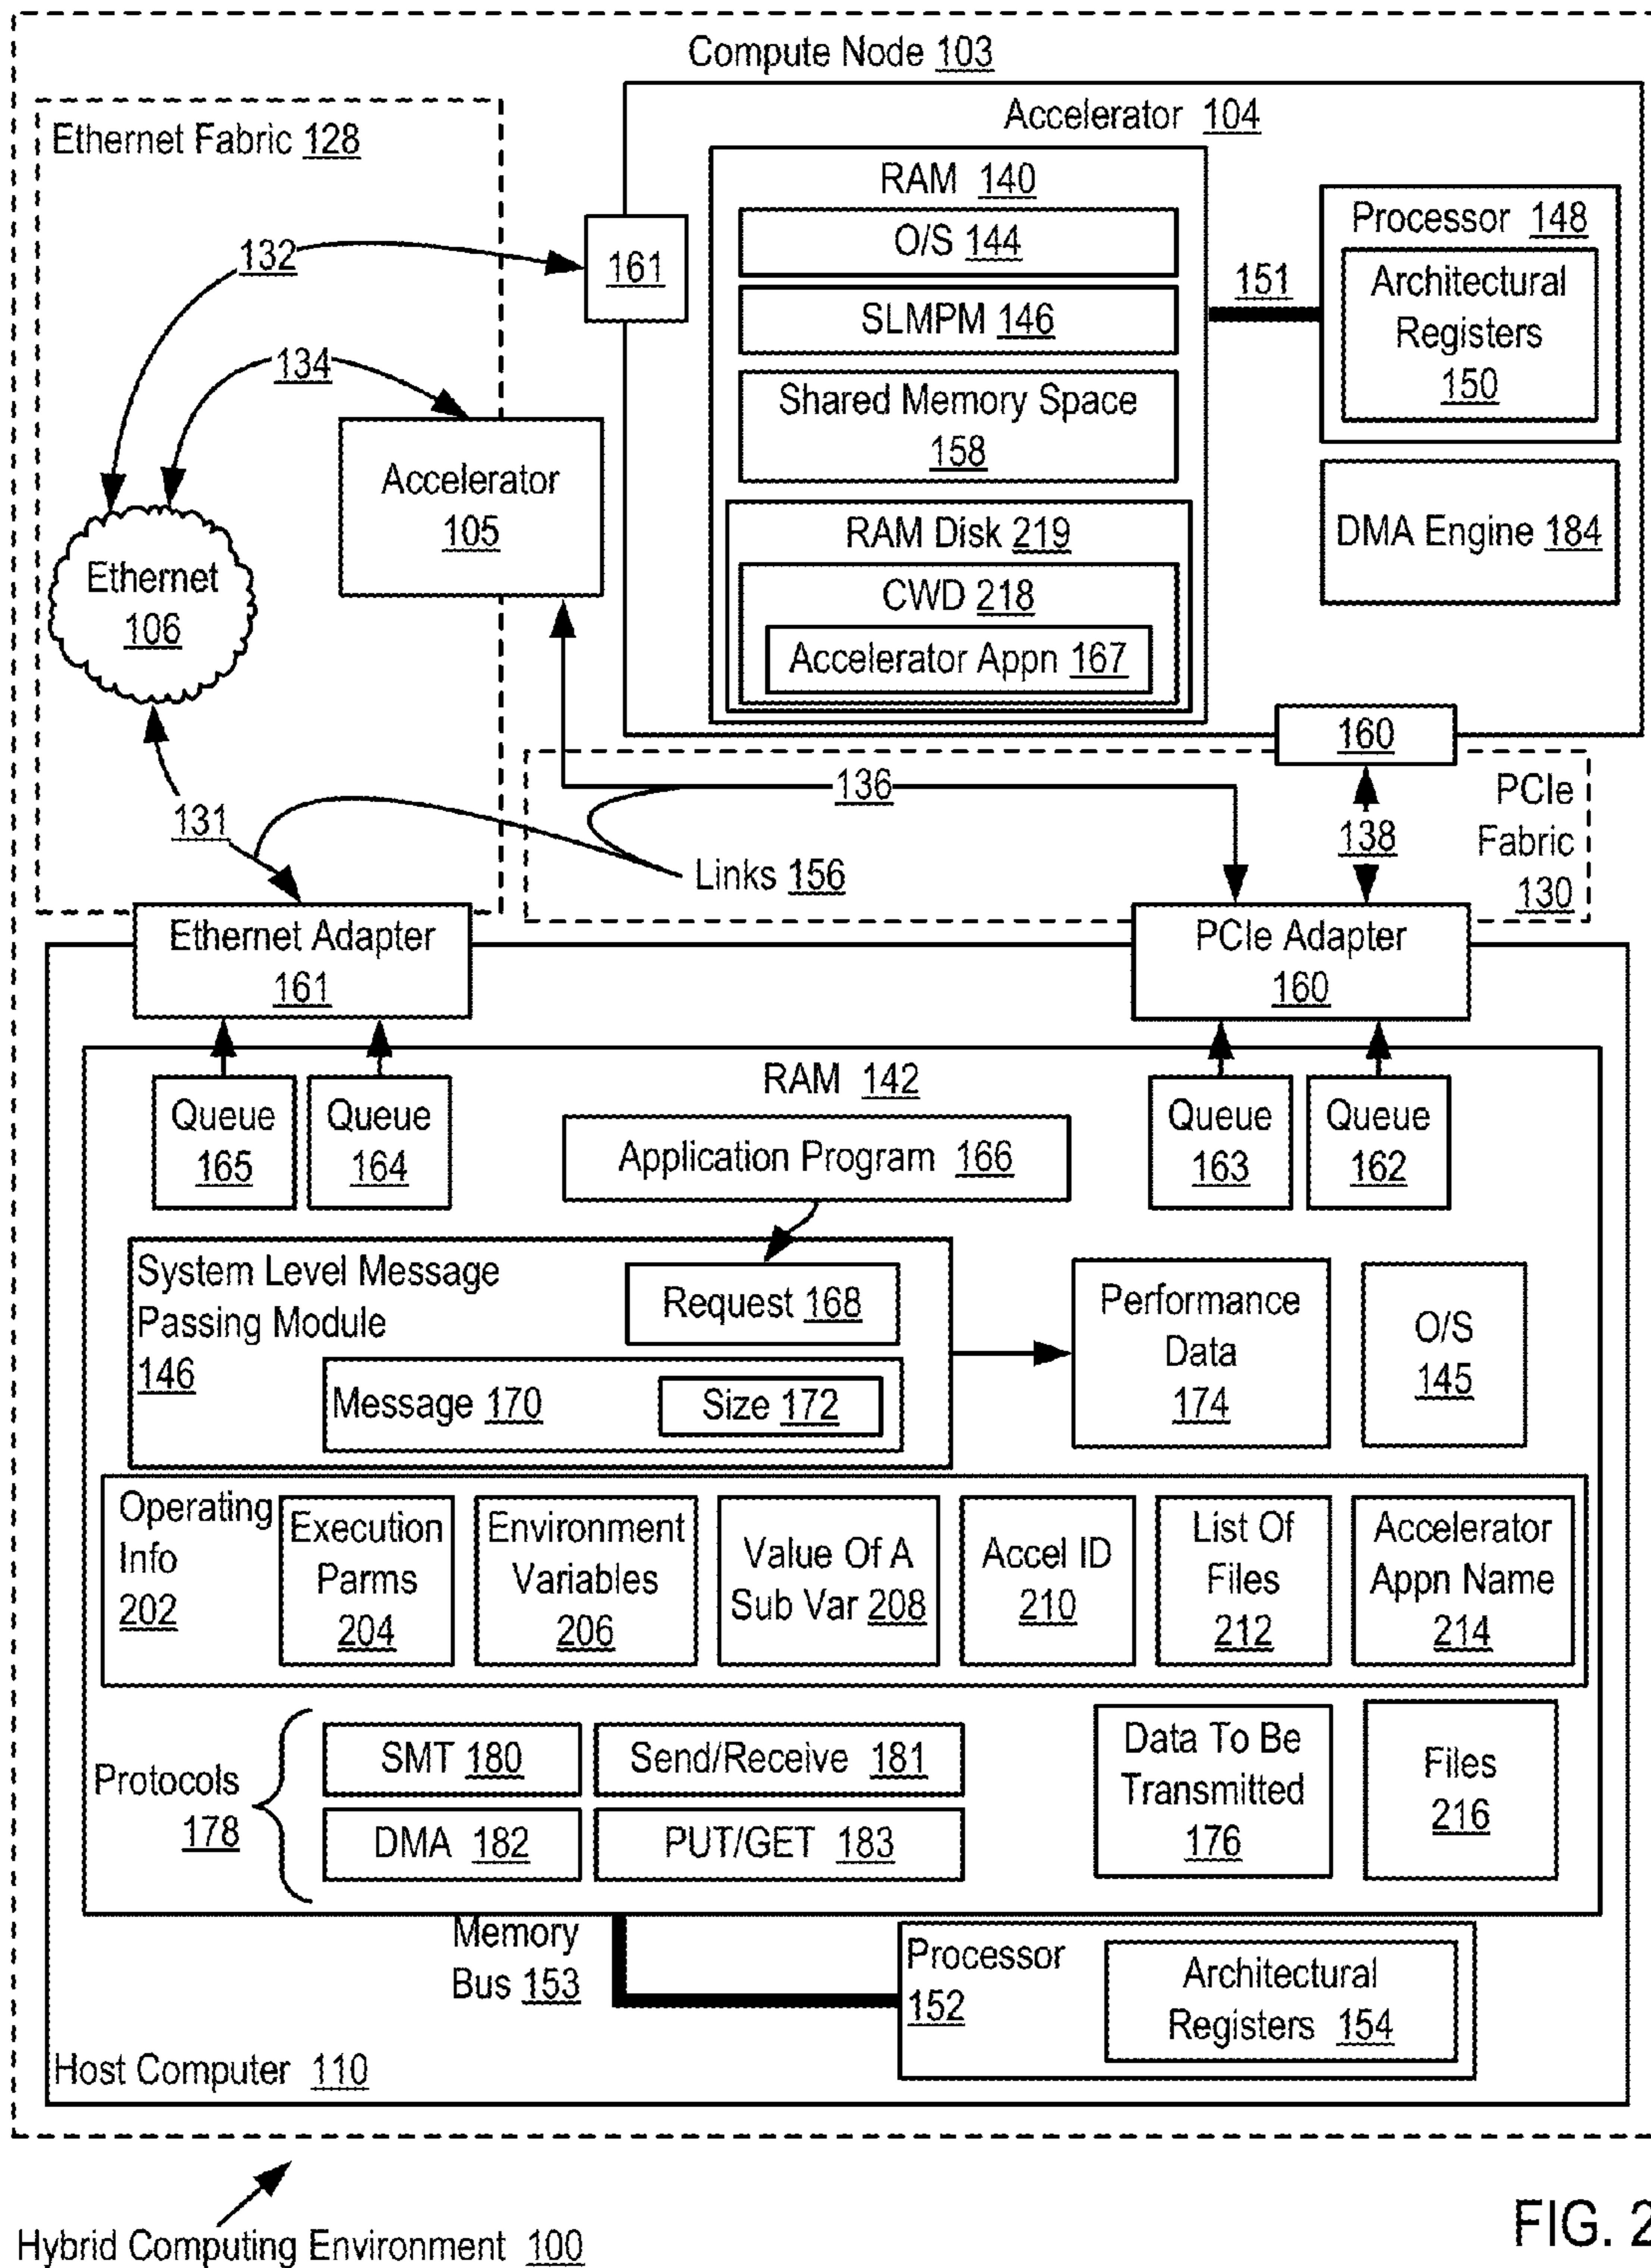 Compute Node 103
Ethernet Fabric 128
Accelerator 104
RAM 140
O/S 144
SLMPM 146
Shared Memory Space
158
RAM Disk 219
CWD 218
Accelerator Appn 167
151
Processor 148
Architectural
Registers
150
DMA Engine 184
132
161
134
Accelerator
105
Ethernet
106
160
136
138
PCIe
Fabric
130
131
Links 156
Ethernet Adapter
161
PCIe Adapter
160
RAM 142
Queue
165
Queue
164
Application Program 166
Queue
163
Queue
162
System Level Message
Passing Module
146
Request 168
Message 170
Size 172
Performance
Data
174
O/S
145
Operating
Info
202
Execution
Parms
204
Environment
Variables
206
Value Of A
Sub Var 208
Accel ID
210
List Of
Files
212
Accelerator
Appn Name
214
Protocols
178
SMT 180
Send/Receive 181
DMA 182
PUT/GET 183
Data To Be
Transmitted
176
Files
216
Memory
Bus 153
Processor
152
Architectural
Registers 154
Host Computer 110
Hybrid Computing Environment 100
FIG. 2